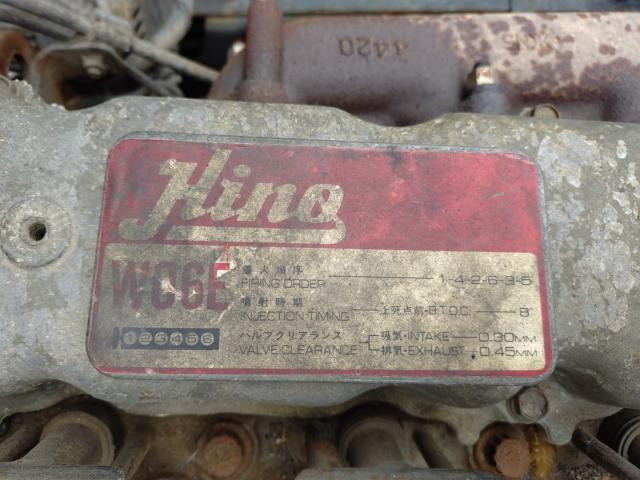 4420
Hino
WC6E
着火順序
FIRING ORDER 1-4-2-6-3-5
噴射時期
INJECTION TIMING 上死点前・B.T.D.C. 8°
123456
バルブクリアランス
VALVE CLEARANCE
吸気・INTAKE 0.30MM
排気・EXHAUST 0.45MM